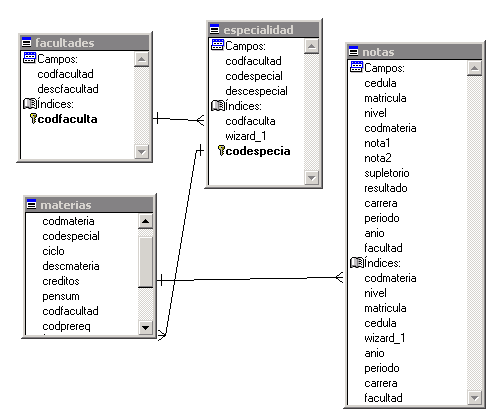 facultades
Campos:
codfacultad
descfacultad
Índices:
codfaculta
especialidad
Campos:
codfacultad
codespecial
descespecial
Índices:
codfaculta
wizard_1
codespecia
materias
codmateria
codespecial
ciclo
descmateria
creditos
pensum
codfacultad
codprereq
notas
Campos:
cedula
matricula
nivel
codmateria
nota1
nota2
supletorio
resultado
carrera
periodo
anio
facultad
Índices:
codmateria
nivel
matricula
cedula
wizard_1
anio
periodo
carrera
facultad